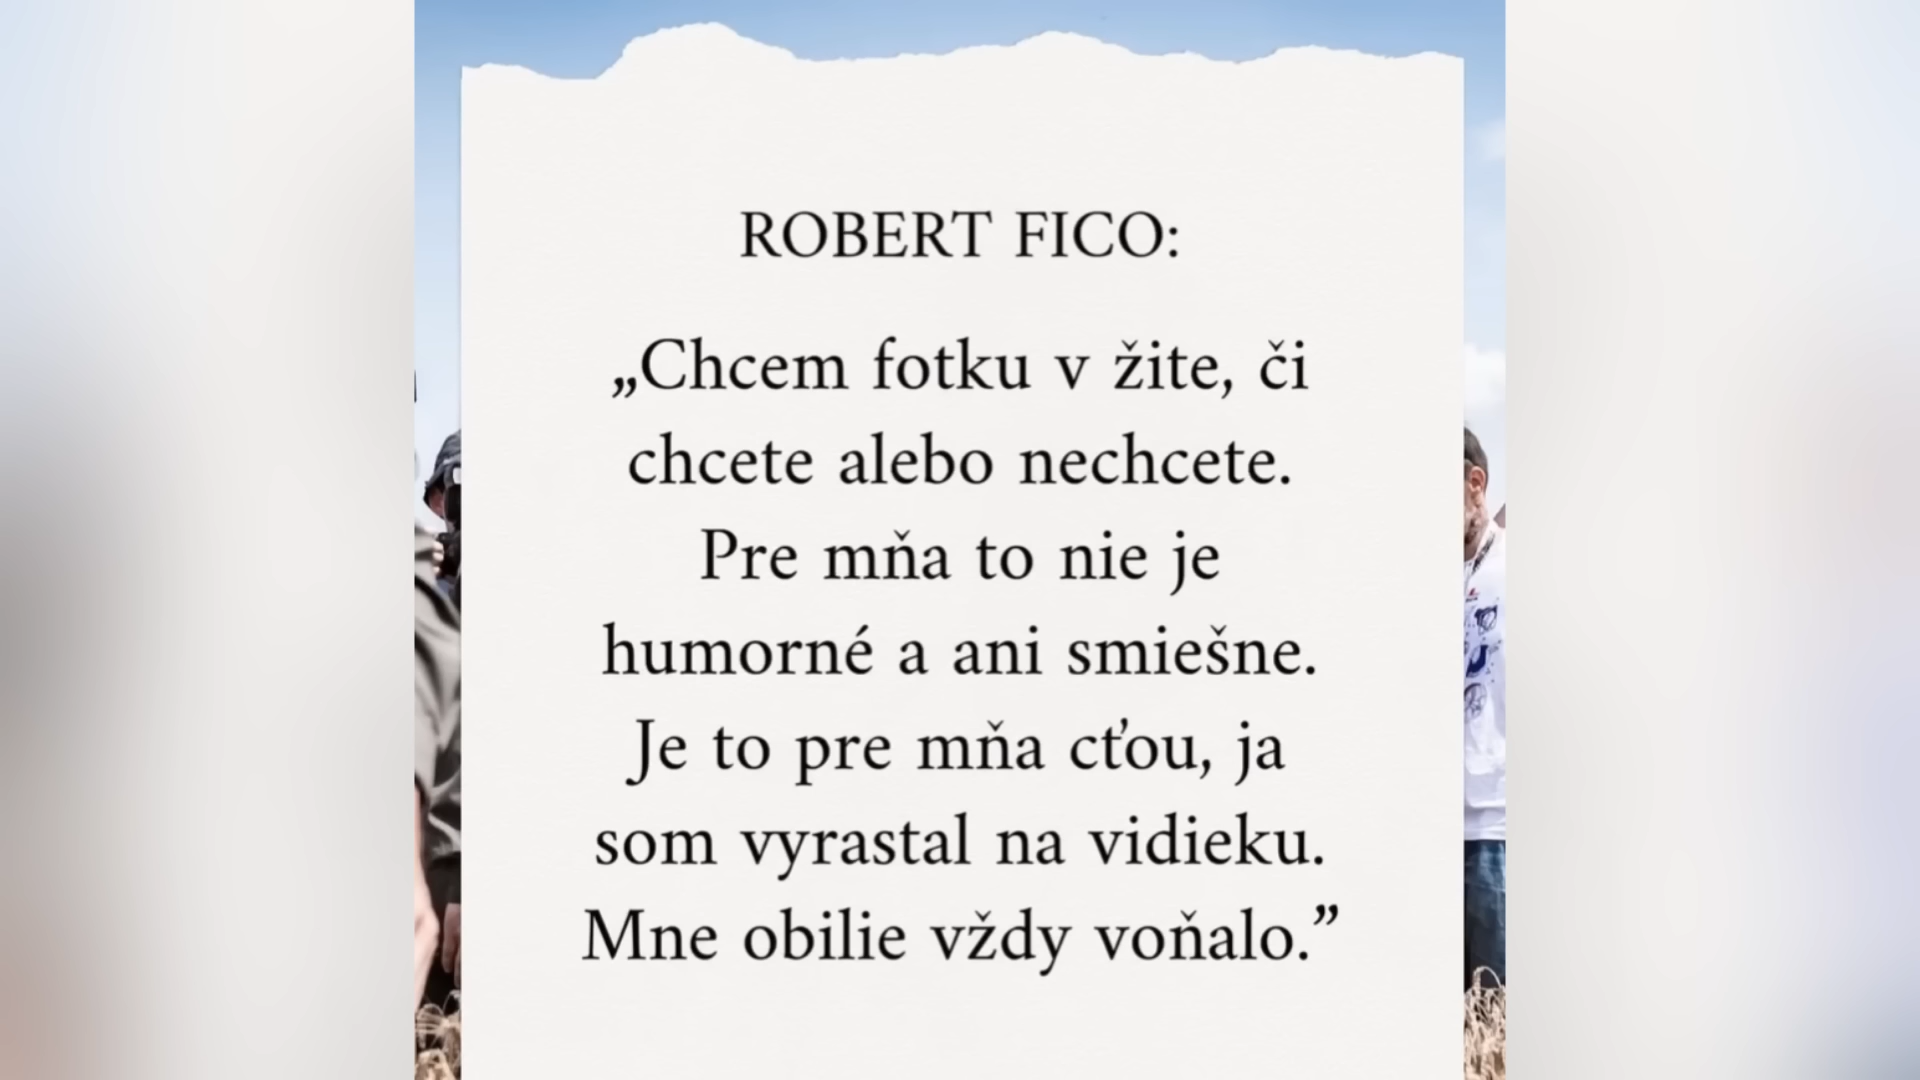 ROBERT FICO:
„Chcem fotku v žite, či
chcete alebo nechcete.
Pre mňa to nie je
humorné a ani smiešne.
Je to pre mňa cťou, ja
som vyrastal na vidieku.
Mne obilie vždy voňalo.”